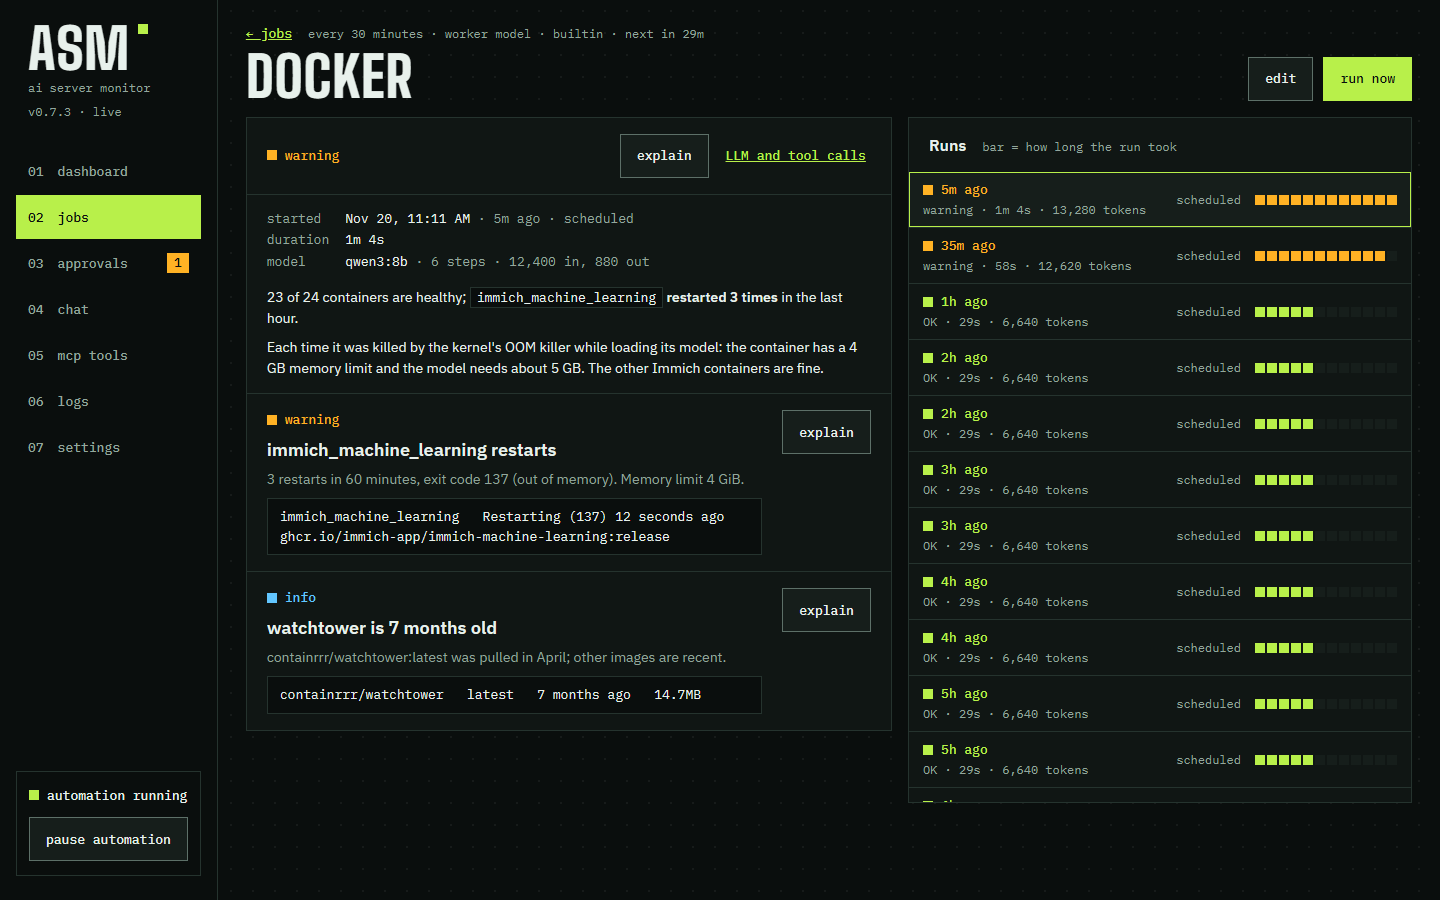 ASM
ai server monitor
v0.7.3 · live
01 dashboard
02 jobs
03 approvals 1
04 chat
05 mcp tools
06 logs
07 settings
automation running
pause automation
← jobs every 30 minutes · worker model · builtin · next in 29m
DOCKER
edit
run now
warning
explain
LLM and tool calls
started Nov 20, 11:11 AM · 5m ago · scheduled
duration 1m 4s
model qwen3:8b · 6 steps · 12,400 in, 880 out
23 of 24 containers are healthy; immich_machine_learning restarted 3 times in the last
hour.
Each time it was killed by the kernel's OOM killer while loading its model: the container has a 4
GB memory limit and the model needs about 5 GB. The other Immich containers are fine.
warning
explain
immich_machine_learning restarts
3 restarts in 60 minutes, exit code 137 (out of memory). Memory limit 4 GiB.
immich_machine_learning Restarting (137) 12 seconds ago
ghcr.io/immich-app/immich-machine-learning:release
info
explain
watchtower is 7 months old
containrrr/watchtower:latest was pulled in April; other images are recent.
containrrr/watchtower latest 7 months ago 14.7MB
Runs bar = how long the run took
5m ago
warning · 1m 4s · 13,280 tokens
scheduled
35m ago
warning · 58s · 12,620 tokens
scheduled
1h ago
OK · 29s · 6,640 tokens
scheduled
2h ago
OK · 29s · 6,640 tokens
scheduled
2h ago
OK · 29s · 6,640 tokens
scheduled
3h ago
OK · 29s · 6,640 tokens
scheduled
3h ago
OK · 29s · 6,640 tokens
scheduled
4h ago
OK · 29s · 6,640 tokens
scheduled
4h ago
OK · 29s · 6,640 tokens
scheduled
5h ago
OK · 29s · 6,640 tokens
scheduled
5h ago
OK · 29s · 6,640 tokens
scheduled